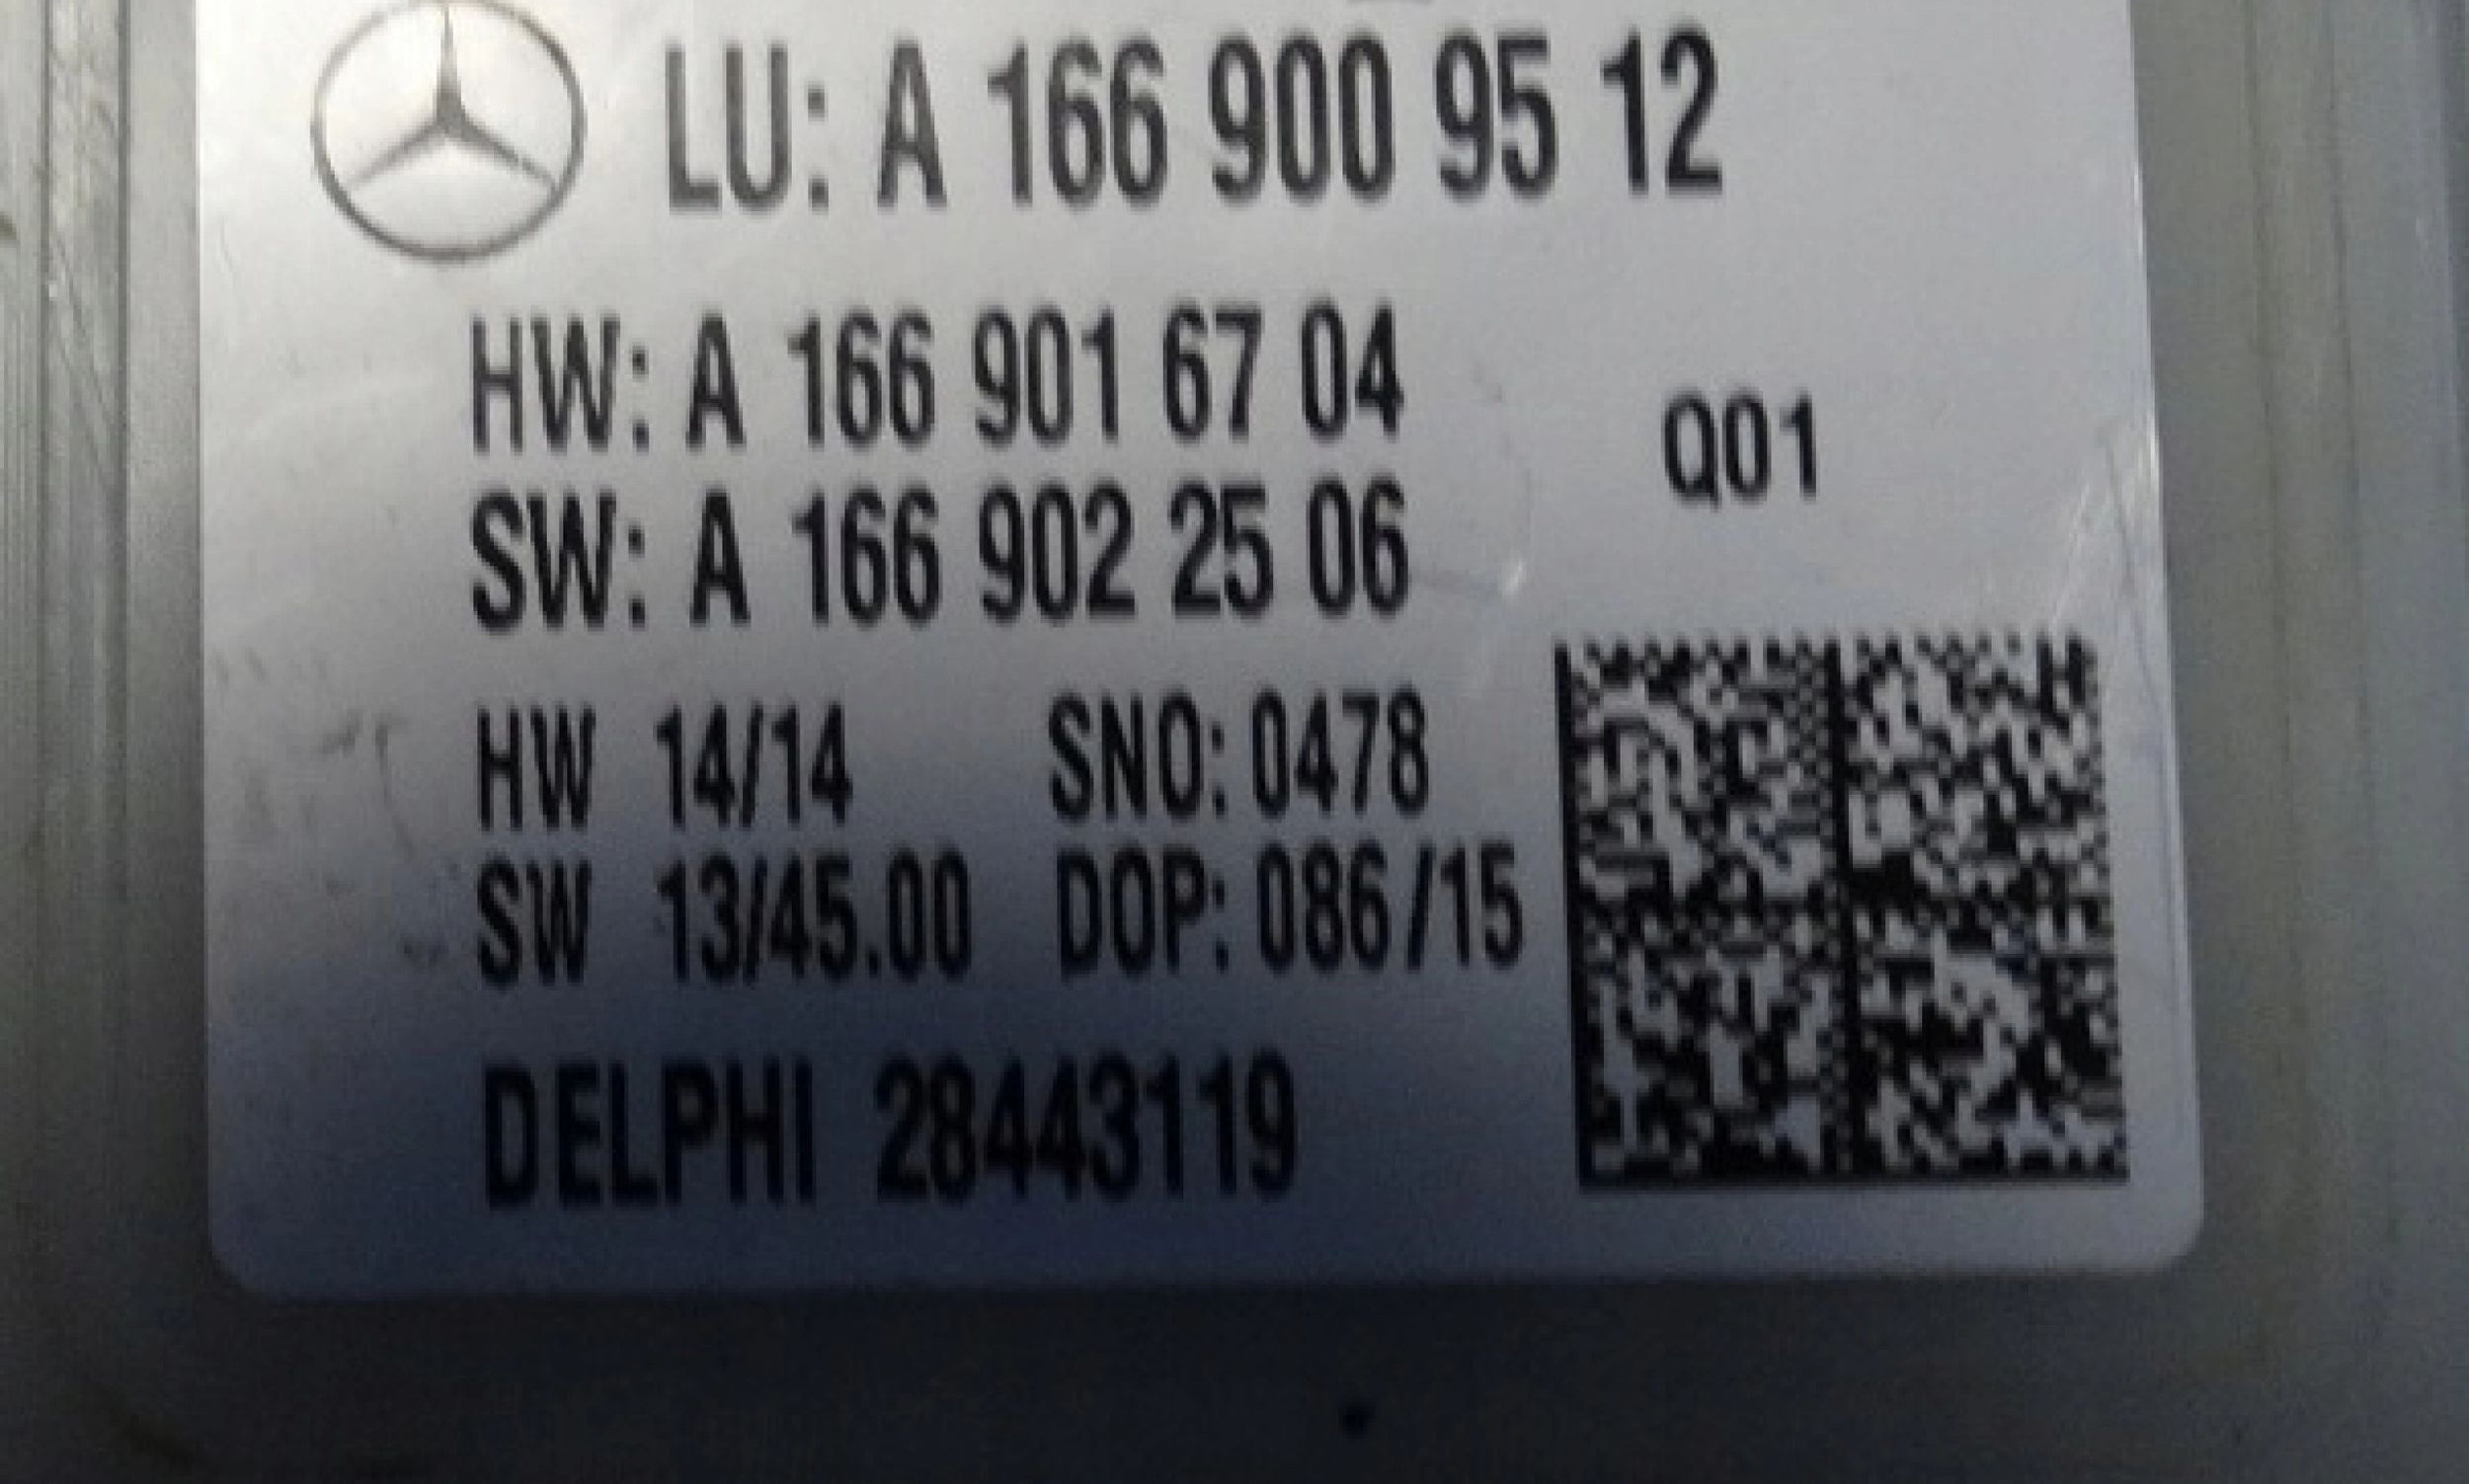 LU: A 166 900 95 12
HW: A 166 901 67 04
Q01
SW: A 166 902 25 06
HW 14/14 SNO: 0478
SW 13/45.00 DOP: 086/15
DELPHI 28443119